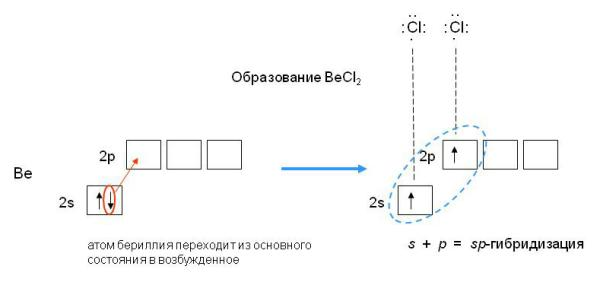 :Cl: :Cl:
Образование BeCl₂
2p
2p
Be
2s
2s
атом бериллия переходит из основного
состояния в возбужденное
s + p = sp-гибридизация